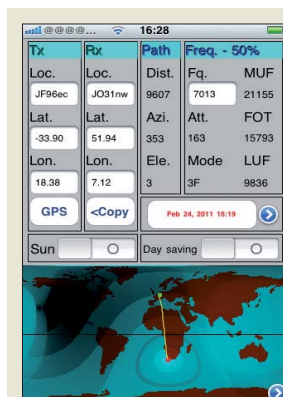 @@@@... 16:28
Tx Rx Path Freq. - 50%
Loc. Loc. Dist. Fq. MUF
JF96ec JO31nw 9607 7013 21155
Lat. Lat. Azi. Att. FOT
-33.90 51.94 353 163 15793
Lon. Lon. Ele. Mode LUF
18.38 7.12 3 3F 9836
GPS <Copy Feb 24, 2011 16:19
Sun Day saving